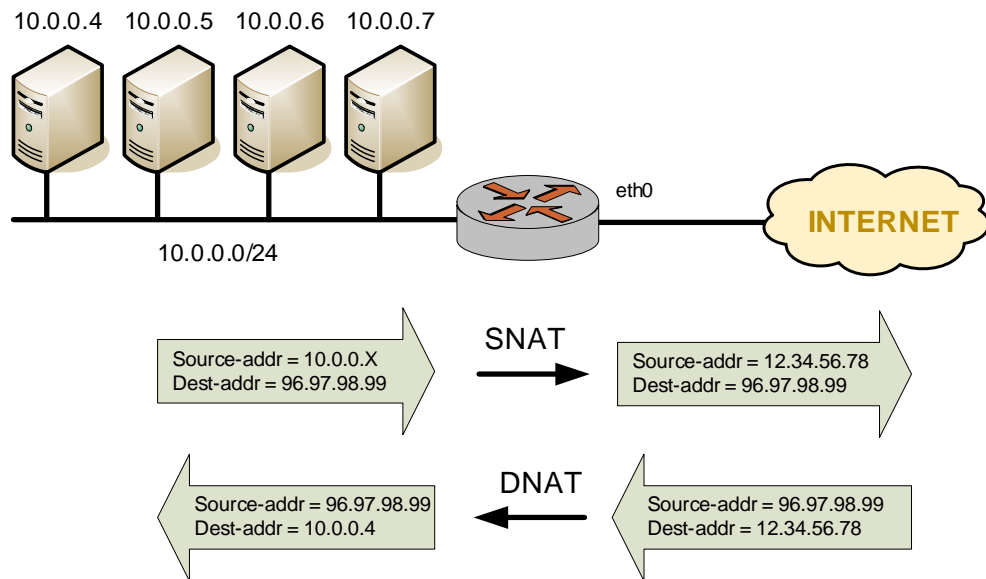 10.0.0.4 10.0.0.5 10.0.0.6 10.0.0.7
eth0
INTERNET
10.0.0.0/24
Source-addr = 10.0.0.X
Dest-addr = 96.97.98.99
SNAT
Source-addr = 12.34.56.78
Dest-addr = 96.97.98.99
Source-addr = 96.97.98.99
Dest-addr = 10.0.0.4
DNAT
Source-addr = 96.97.98.99
Dest-addr = 12.34.56.78